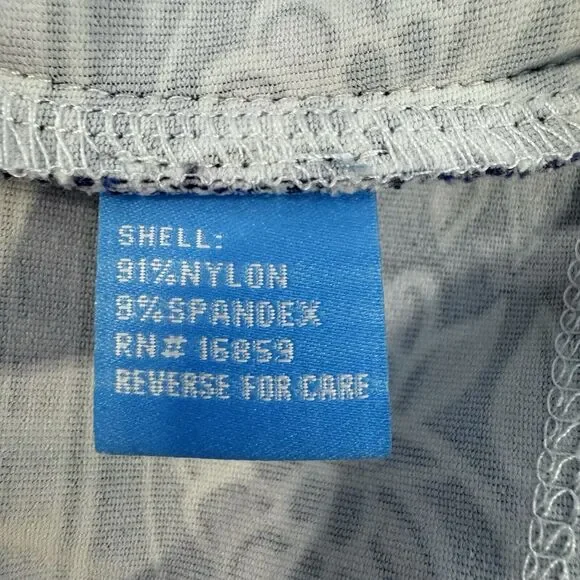 SHELL:
91%NYLON
9%SPANDEX
RN# 16859
REVERSE FOR CARE